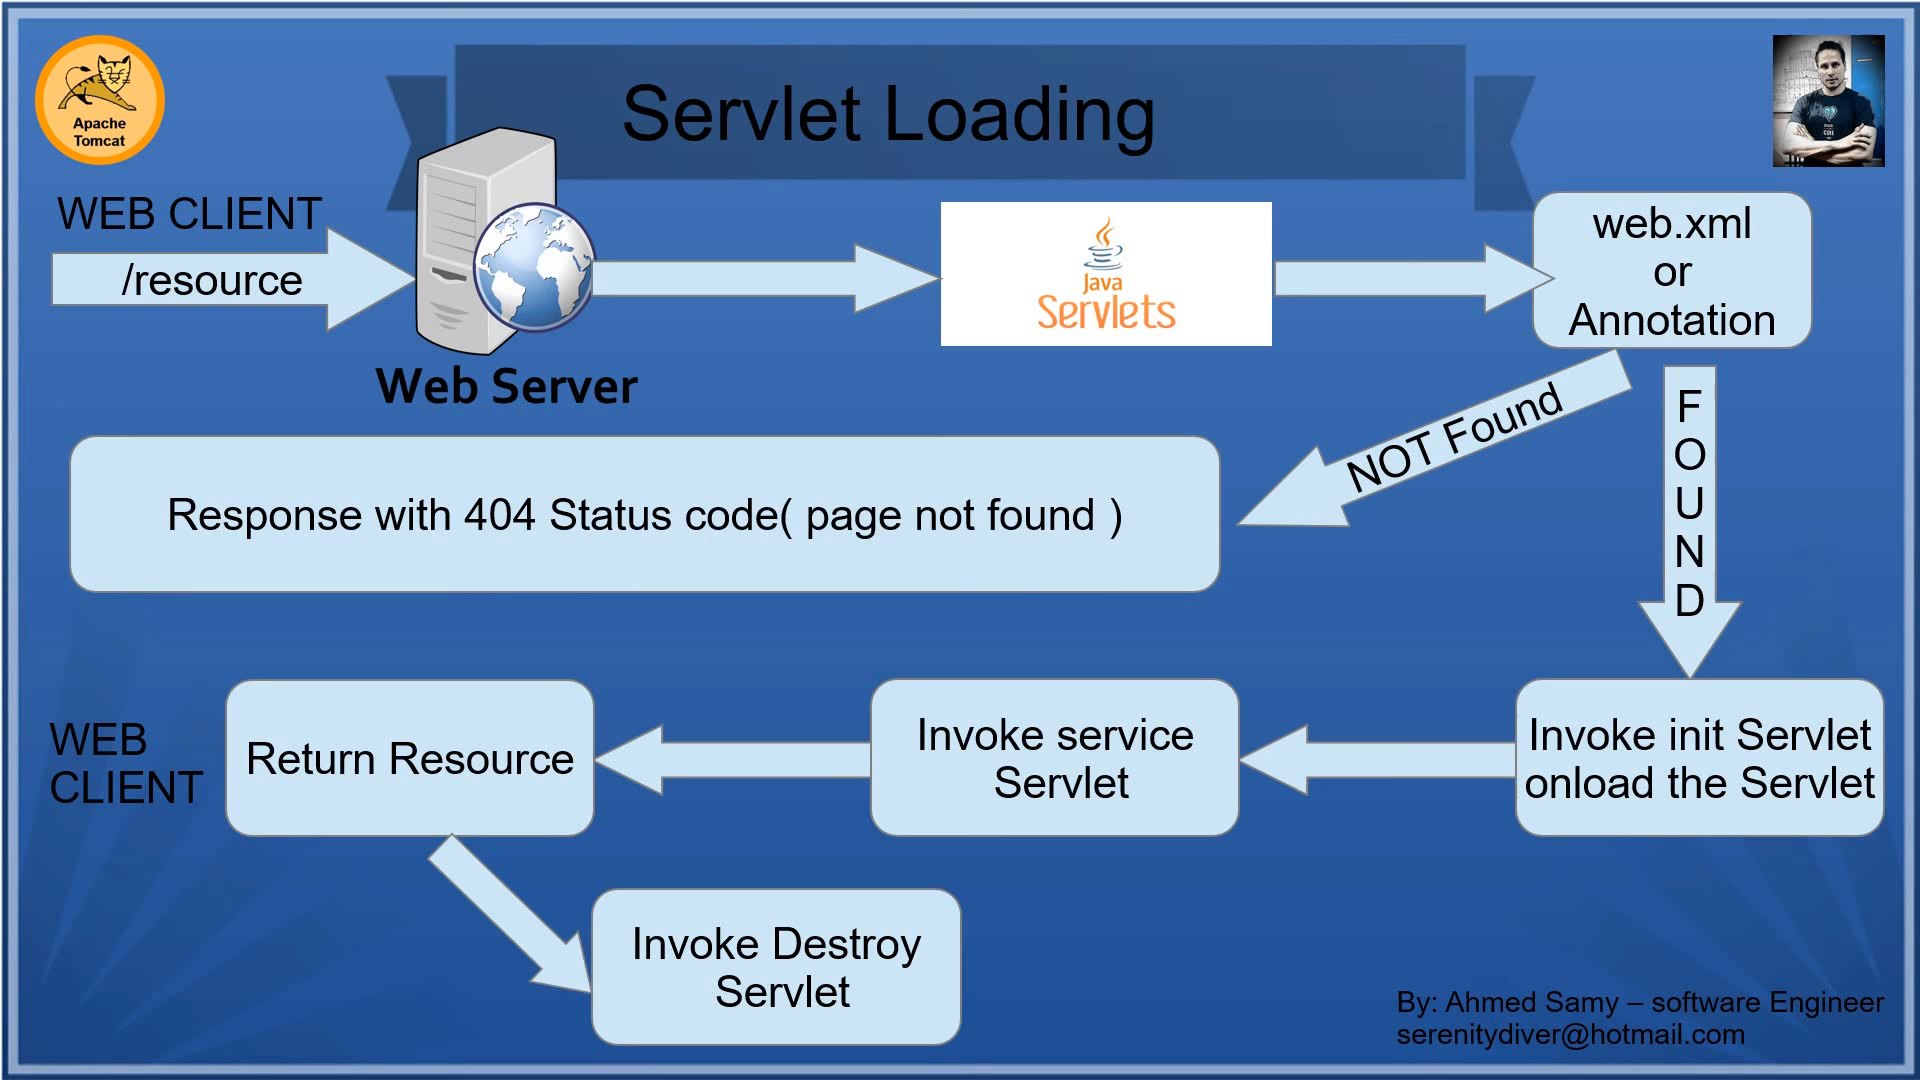 Apache
Tomcat
Servlet Loading
WEB CLIENT
/resource
Web Server
Java
Servlets
web.xml
or
Annotation
NOT Found
F
O
U
N
D
Response with 404 Status code( page not found )
WEB
CLIENT
Return Resource
Invoke service
Servlet
Invoke init Servlet
onload the Servlet
Invoke Destroy
Servlet
By: Ahmed Samy – software Engineer
serenitydiver@hotmail.com